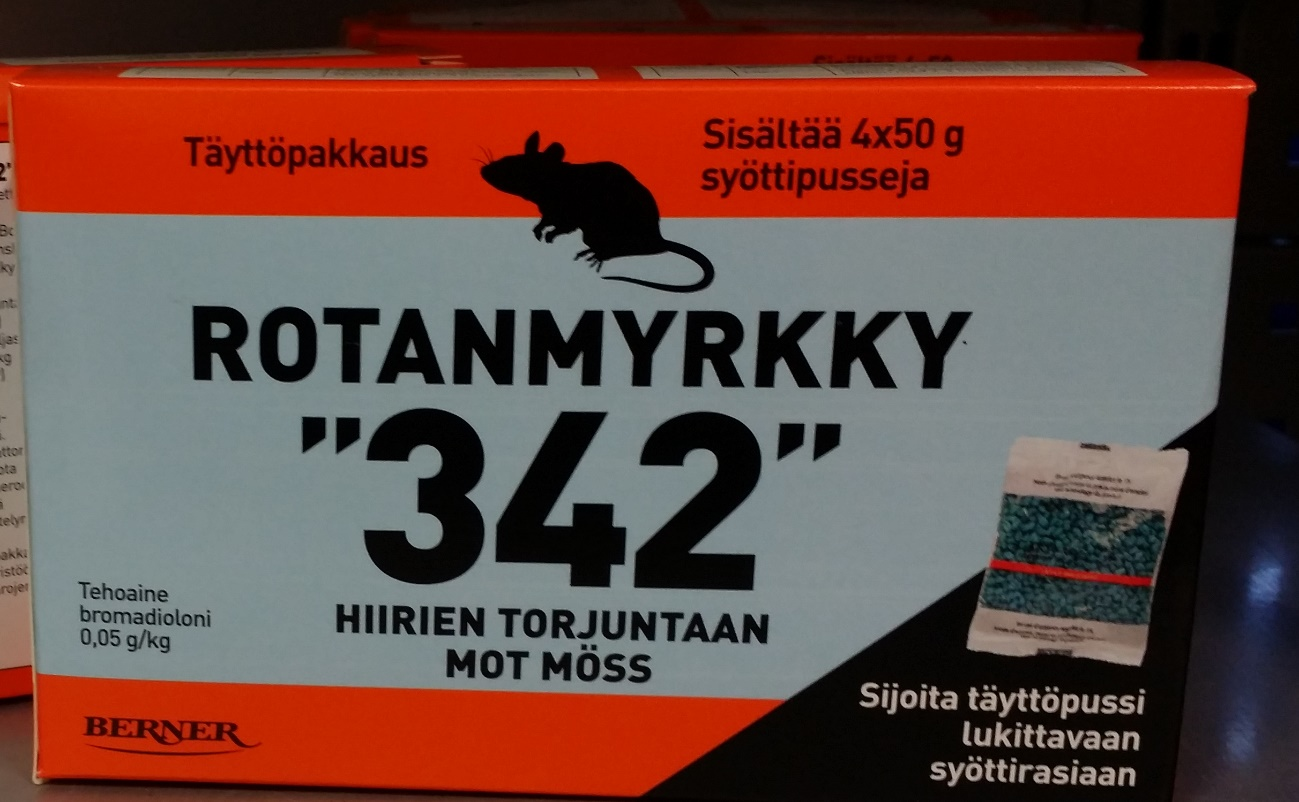 Täyttöpakkaus
Sisältää 4x50 g
syöttipusseja
ROTANMYRKKY
”342”
HIIRIEN TORJUNTAAN
MOT MÖSS
Tehoaine
bromadioloni
0,05 g/kg
BERNER
Sijoita täyttöpussi
lukittavaan
syöttirasiaan